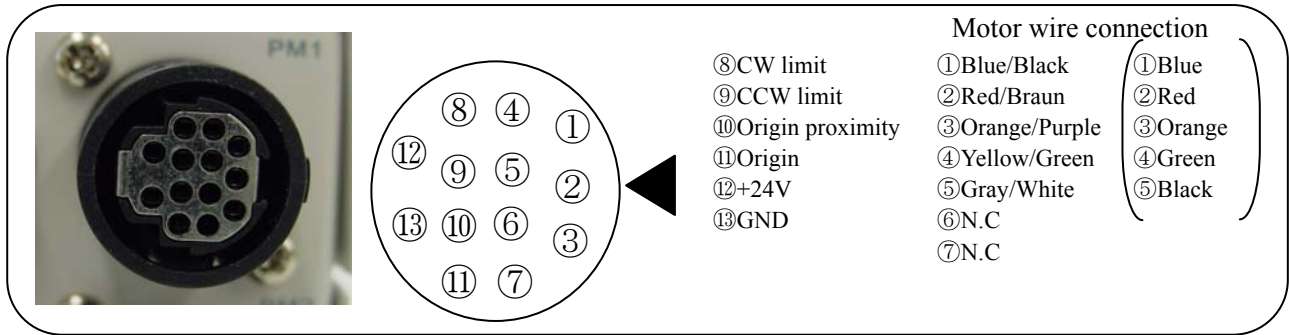 PM1
⑧ ④ ①
⑫ ⑨ ⑤ ②
⑬ ⑩ ⑥ ③
⑪ ⑦
⑧CW limit
⑨CCW limit
⑩Origin proximity
⑪Origin
⑫+24V
⑬GND
Motor wire connection
①Blue/Black
②Red/Braun
③Orange/Purple
④Yellow/Green
⑤Gray/White
⑥N.C
⑦N.C
①Blue
②Red
③Orange
④Green
⑤Black